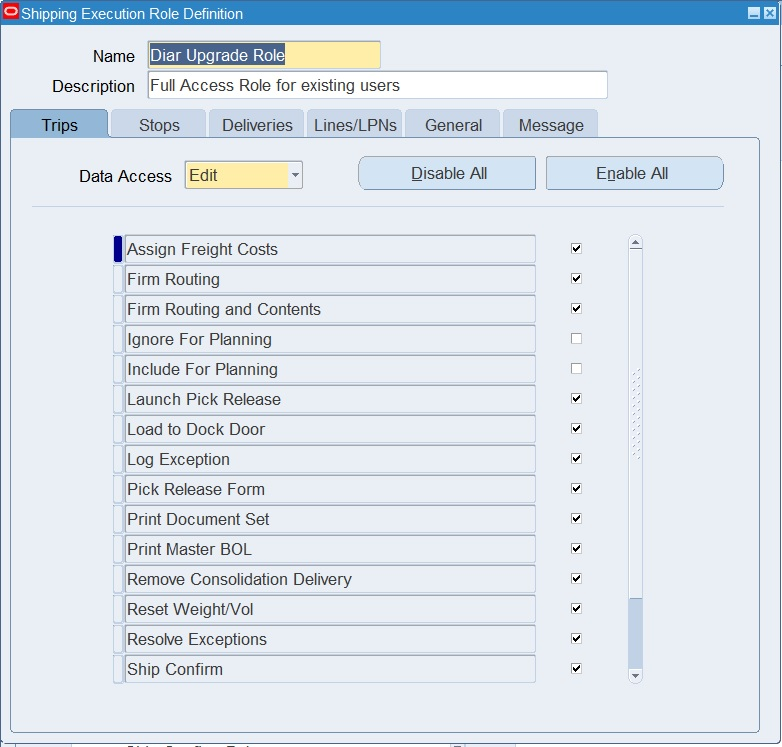 Shipping Execution Role Definition
Name Diar Upgrade Role
Description Full Access Role for existing users
Trips Stops Deliveries Lines/LPNs General Message
Data Access Edit Disable All Enable All
Assign Freight Costs
Firm Routing
Firm Routing and Contents
Ignore For Planning
Include For Planning
Launch Pick Release
Load to Dock Door
Log Exception
Pick Release Form
Print Document Set
Print Master BOL
Remove Consolidation Delivery
Reset Weight/Vol
Resolve Exceptions
Ship Confirm